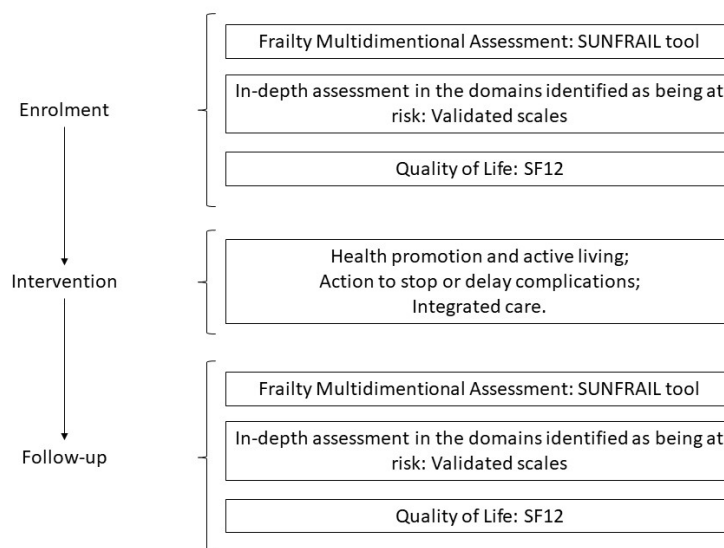 Frailty Multidimentional Assessment: SUNFRAIL tool
In-depth assessment in the domains identified as being at
risk: Validated scales
Enrolment
Quality of Life: SF12
Health promotion and active living;
Intervention
Action to stop or delay complications;
Integrated care.
Frailty Multidimentional Assessment: SUNFRAIL tool
In-depth assessment in the domains identified as being at
risk: Validated scales
Follow-up
Quality of Life: SF12